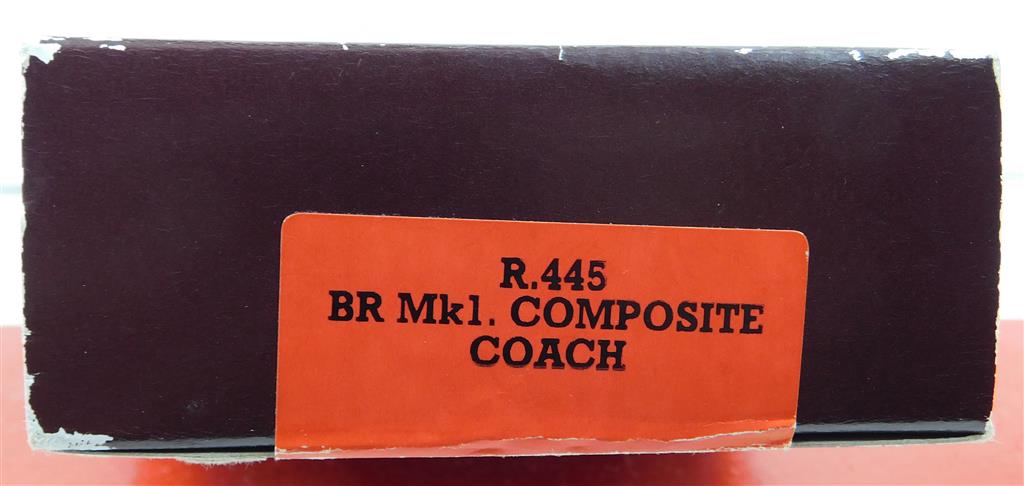 R.445
BR Mk1. COMPOSITE
COACH